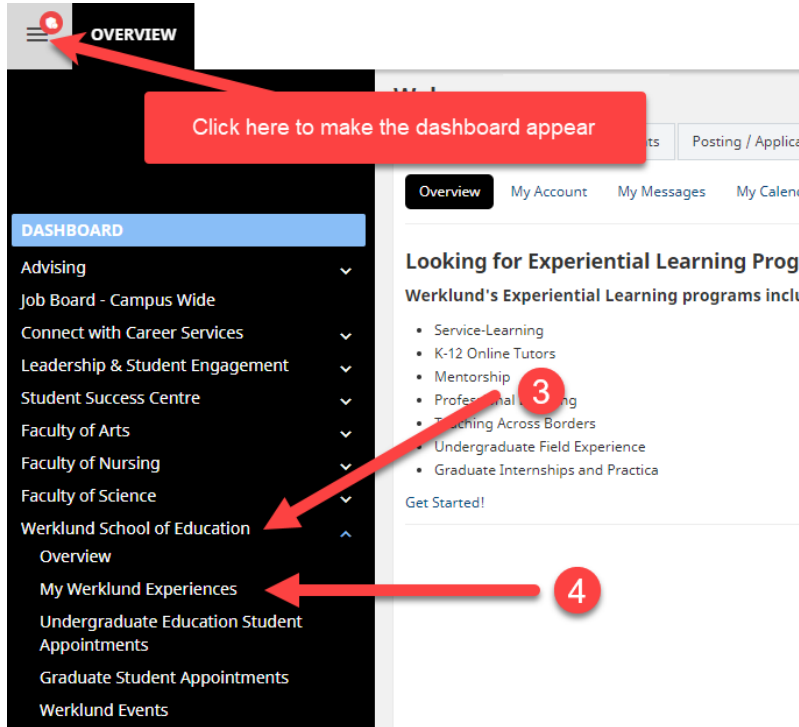 OVERVIEW
Click here to make the dashboard appear
Posting / Applica
Overview My Account My Messages My Calend
DASHBOARD
Advising
Job Board - Campus Wide
Connect with Career Services
Leadership & Student Engagement
Student Success Centre
Faculty of Arts
Faculty of Nursing
Faculty of Science
Werklund School of Education
Overview
My Werklund Experiences
Undergraduate Education Student
Appointments
Graduate Student Appointments
Werklund Events
Looking for Experiential Learning Prog
Werklund's Experiential Learning programs inclu
• Service-Learning
• K-12 Online Tutors
• Mentorship
3
• Across Borders
• Undergraduate Field Experience
• Graduate Internships and Practica
Get Started!
4